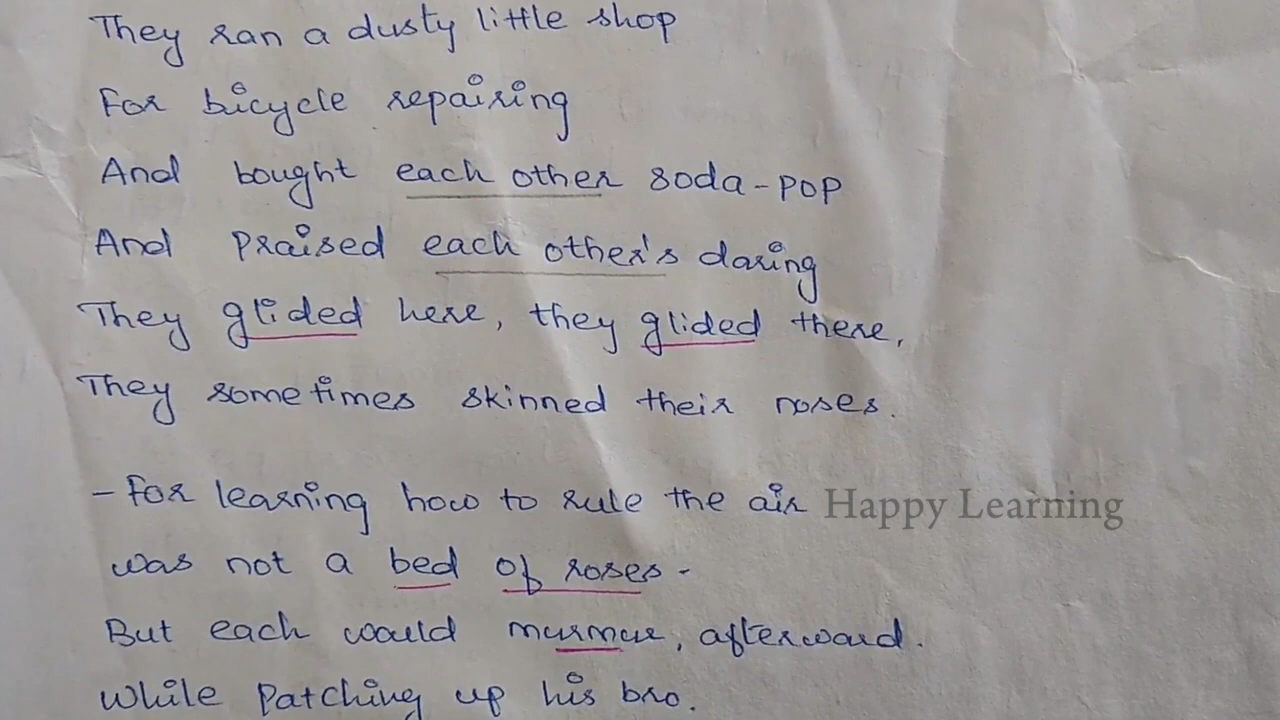 They ran a dusty little shop
For bicycle repairing
And bought each other soda-pop
And praised each other's daring
They glided here, they glided there,
They sometimes skinned their noses.
- For learning how to rule the air Happy Learning
was not a bed of roses -
But each would murmur, afterward.
While patching up his bro.